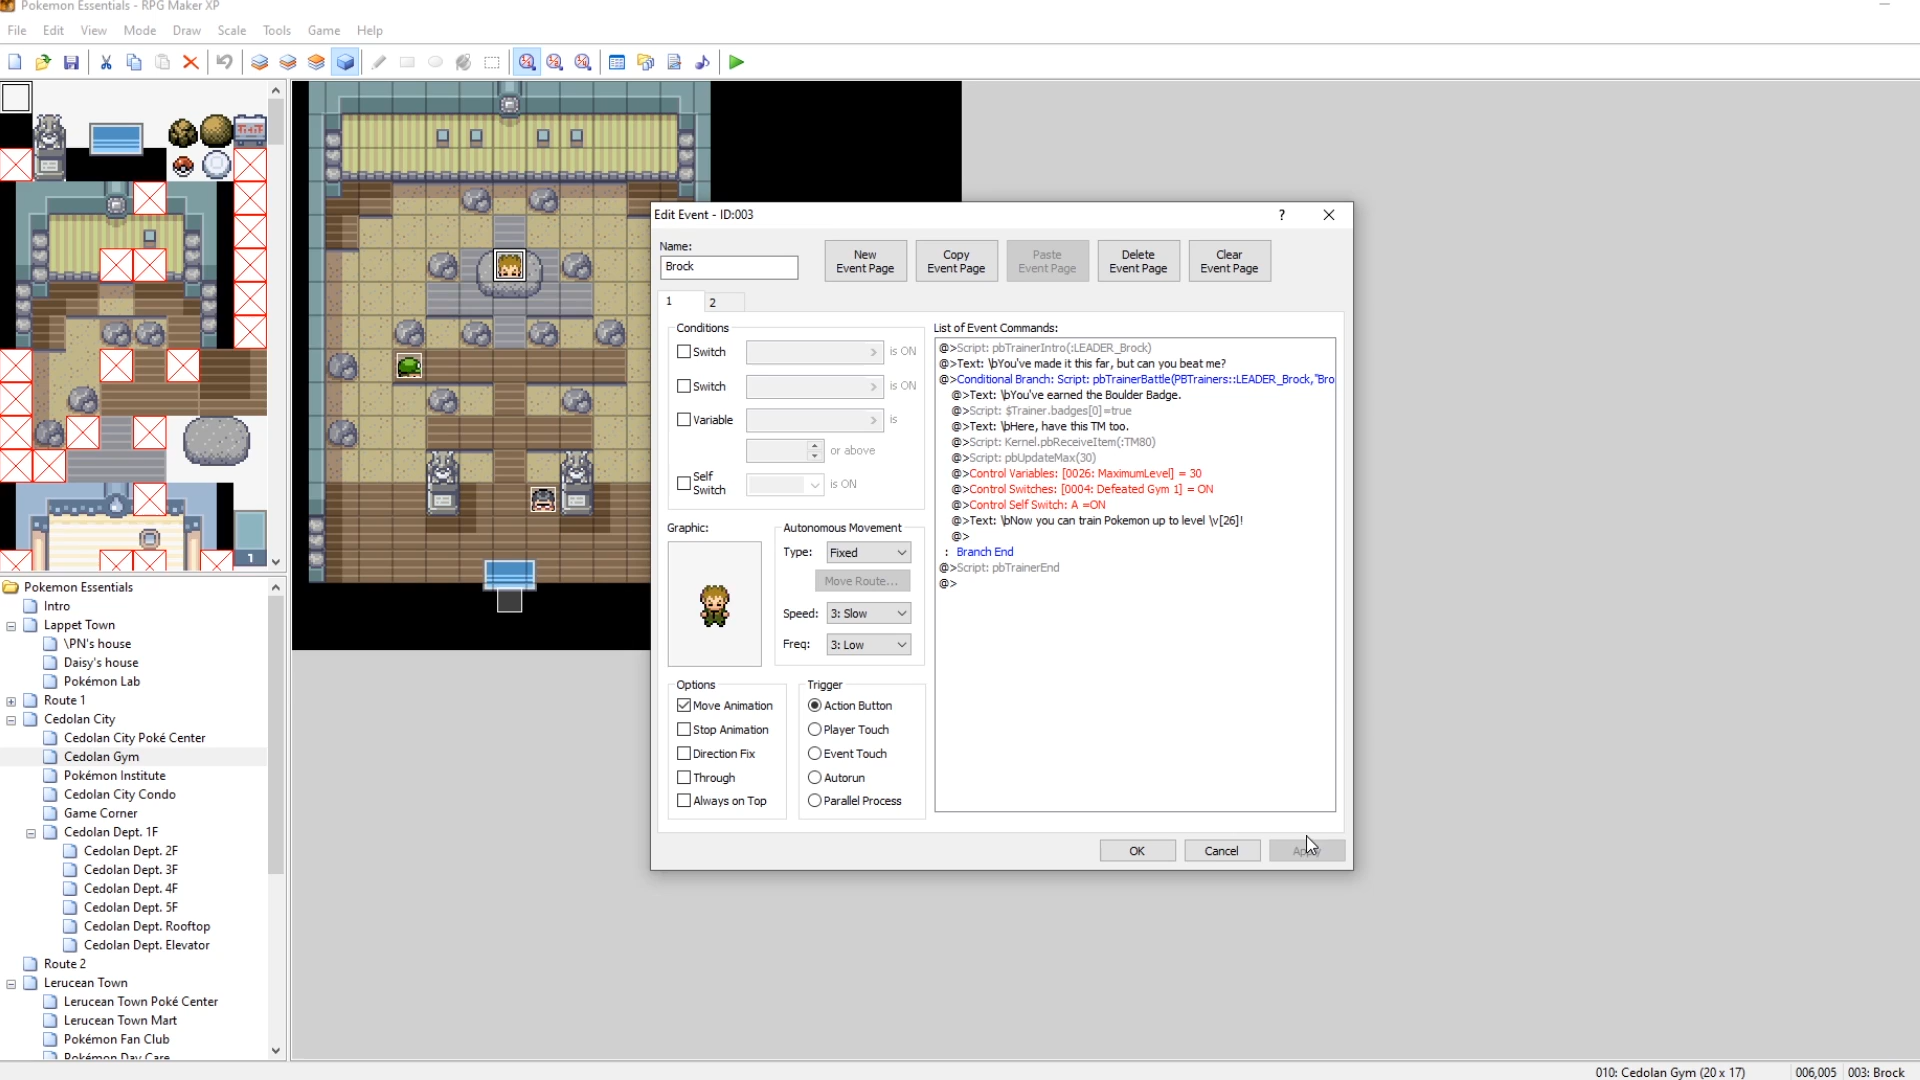 Pokemon Essentials - RPG Maker XP
File Edit View Mode Draw Scale Tools Game Help
Edit Event - ID:003
?
Name:
Brock
New Event Page
Copy Event Page
Paste Event Page
Delete Event Page
Clear Event Page
1 2
Conditions
Switch is ON
Switch is ON
Variable is
or above
Self Switch is ON
Graphic:
Autonomous Movement
Type: Fixed
Move Route...
Speed: 3: Slow
Freq: 3: Low
Options
Move Animation
Stop Animation
Direction Fix
Through
Always on Top
Trigger
Action Button
Player Touch
Event Touch
Autorun
Parallel Process
List of Event Commands:
@>Script: pbTrainerIntro(:LEADER_Brock)
@>Text: \bYou've made it this far, but can you beat me?
@>Conditional Branch: Script: pbTrainerBattle(PBTrainers::LEADER_Brock,"Bro
@>Text: \bYou've earned the Boulder Badge.
@>Script: $Trainer.badges[0]=true
@>Text: \bHere, have this TM too.
@>Script: Kernel.pbReceiveItem(:TM80)
@>Script: pbUpdateMax(30)
@>Control Variables: [0026: MaximumLevel] = 30
@>Control Switches: [0004: Defeated Gym 1] = ON
@>Control Self Switch: A =ON
@>Text: \bNow you can train Pokemon up to level \v[26]!
@>
: Branch End
@>Script: pbTrainerEnd
@>
OK Cancel Apply
1
Pokemon Essentials
Intro
Lappet Town
\PN's house
Daisy's house
Pokémon Lab
Route 1
Cedolan City
Cedolan City Poké Center
Cedolan Gym
Pokémon Institute
Cedolan City Condo
Game Corner
Cedolan Dept. 1F
Cedolan Dept. 2F
Cedolan Dept. 3F
Cedolan Dept. 4F
Cedolan Dept. 5F
Cedolan Dept. Rooftop
Cedolan Dept. Elevator
Route 2
Lerucean Town
Lerucean Town Poké Center
Lerucean Town Mart
Pokémon Fan Club
Pokémon Day Care
010: Cedolan Gym (20 x 17) 006,005 003: Brock